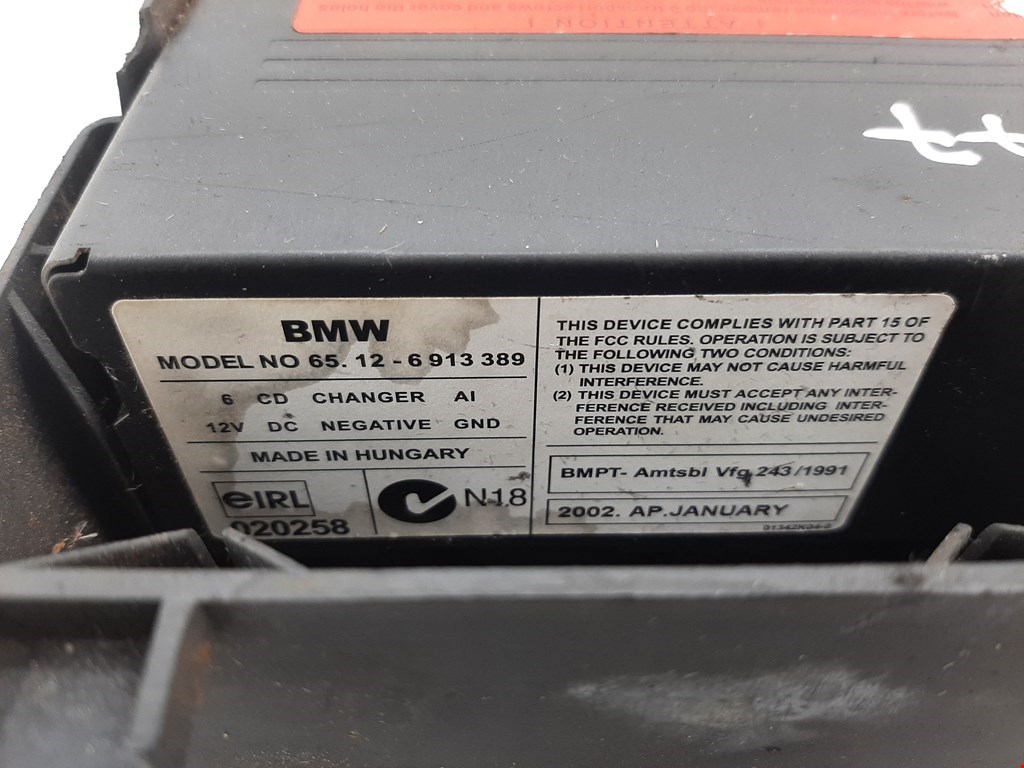 ! ATTENTION !
BMW
MODEL NO 65. 12 - 6 913 389
6 CD CHANGER AI
12V DC NEGATIVE GND
MADE IN HUNGARY
eIRL
020258
N18
THIS DEVICE COMPLIES WITH PART 15 OF
THE FCC RULES. OPERATION IS SUBJECT TO
THE FOLLOWING TWO CONDITIONS:
(1) THIS DEVICE MAY NOT CAUSE HARMFUL
INTERFERENCE.
(2) THIS DEVICE MUST ACCEPT ANY INTER-
FERENCE RECEIVED INCLUDING INTER-
FERENCE THAT MAY CAUSE UNDESIRED
OPERATION.
BMPT- Amtsbl Vfg 243/1991
2002. AP.JANUARY